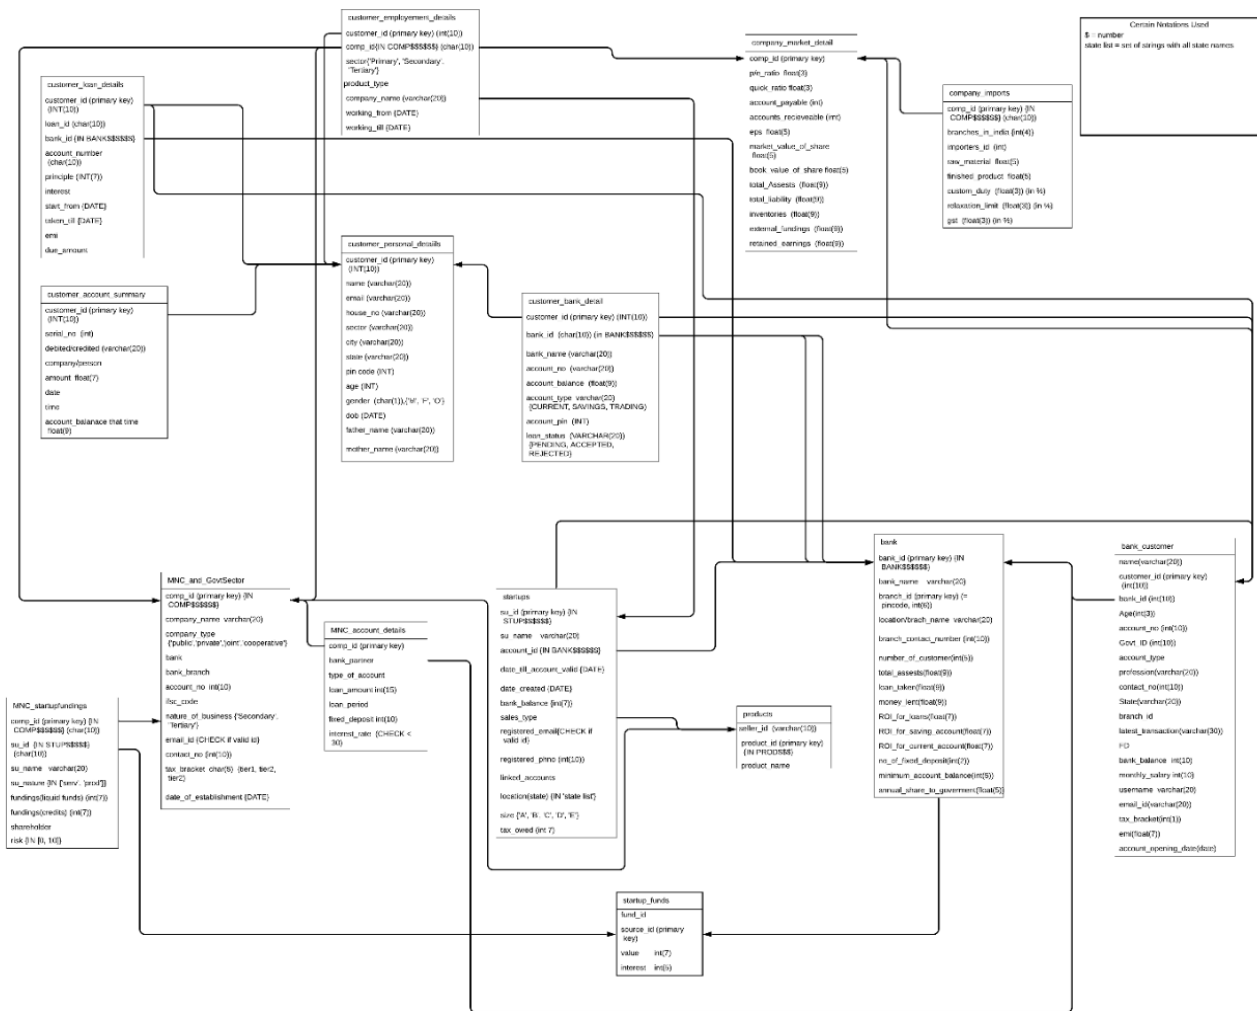 customer_employement_details
customer_id (primary key) (int(10))
comp_id{IN COMP$$$$$$} (char(10))
sector{'Primary', 'Secondary'.
'Tertiary'}
product_type
company_name (varchar(20))
working_from {DATE}
working_till {DATE}
Certain Notations Used
$ = number
state list = set of strings with all state names
company_market_detail
comp_id (primary key)
p/e_ratio float(3)
quick_ratio float(3)
account_payable (int)
accounts_recieveable (int)
eps float(5)
market_value_of_share
float(5)
book_value_of_share float(5)
total_Assests (float(9))
total_liability (float(9))
inventories (float(9))
external_fundings (float(9))
retained_earnings (float(9))
company_imports
comp_id (primary key) {IN
COMP$$$$$$} (char(10))
branches_in_india (int(4))
importers_id (int)
raw_material float(5)
finished_product float(5)
custom_duty (float(3)) (in %)
relaxation_limit (float(3)) (in %)
gst (float(3)) (in %)
customer_loan_details
customer_id (primary key)
(INT(10))
loan_id (char(10))
bank_id {IN BANK$$$$$}
account_number
(char(10))
principle (INT(7))
interest
start_from {DATE}
taken_till {DATE}
emi
due_amount
customer_personal_details
customer_id (primary key)
(INT(10))
name (varchar(20))
email (varchar(20))
house_no (varchar(20))
sector (varchar(20))
city (varchar(20))
state (varchar(20))
pin code (INT)
age (INT)
gender (char(1)),{'M', 'F', 'O'}
dob (DATE)
father_name (varchar(20))
mother_name (varchar(20))
customer_account_summary
customer_id (primary key)
(INT(10))
serial_no (int)
debited/credited (varchar(20))
company/person
amount float(7)
date
time
account_balanace that time
float(9)
customer_bank_detail
customer_id (primary key) (INT(10))
bank_id (char(10)) (in BANK$$$$$)
bank_name (varchar(20))
account_no (varchar(20))
account_balance (float(9))
account_type varchar(20)
{CURRENT, SAVINGS, TRADING)
account_pin (INT)
loan_status (VARCHAR(20))
{PENDING, ACCEPTED,
REJECTED}
MNC_and_GovtSector
comp_id (primary key) {IN
COMP$$$$$$}
company_name varchar(20)
company_type
{'public','private','joint','cooperative'}
bank
bank_branch
account_no int(10)
ifsc_code
nature_of_business {'Secondary'.
'Tertiary'}
email_id {CHECK if valid id}
contact_no (int(10))
tax_bracket char(5) {tier1, tier2,
tier2}
date_of_establishment {DATE}
MNC_account_details
comp_id (primary key)
bank_partner
type_of_account
loan_amount int(15)
loan_period
fixed_deposit int(10)
interest_rate {CHECK <
30}
MNC_startupfundings
comp_id (primary key) {IN
COMP$$$$$$} (char(10))
su_id {IN STUP$$$$$}
(char(10))
su_name varchar(20)
su_nature {IN ['serv'. 'prod']}
fundings(liquid funds) (int(7))
fundings(credits) (int(7))
shareholder
risk {IN [0, 10]}
startups
su_id (primary key) {IN
STUP$$$$$$}
su_name varchar(20)
account_id {IN BANK$$$$$$}
date_till_account_valid {DATE}
date_created {DATE}
bank_balance (int(7))
sales_type
registered_email{CHECK if
valid id}
registered_phno (int(10))
linked_accounts
location(state) {IN 'state list'}
size {'A', 'B'. 'C', 'D', 'E'}
tax_owed (int 7)
products
seller_id (varchar(10))
product_id (primary key)
{IN PROD$$$}
product_name
bank
bank_id (primary key) {IN
BANK$$$$$$}
bank_name varchar(20)
branch_id (primary key) (=
pincode, int(6))
location/brach_name varchar(20)
branch_contact_number (int(10))
number_of_customer(int(5))
total_assests(float(9))
loan_taken(float(9))
money_lent(float(9))
ROI_for_loans(float(7))
ROI_for_saving_account(float(7))
ROI_for_current_account(float(7))
no_of_fixed_deposit(int(2))
minimum_account_balance(int(5))
annual_share_to_goverment(float(5))
bank_customer
name(varchar(20))
customer_id (primary key)
(int(10))
bank_id (int(10))
Age(int(3))
account_no (int(10))
Govt_ID (int(10))
account_type
profession(varchar(20))
contact_no(int(10))
State(varchar(20))
branch id
latest_transaction(varchar(30))
FD
bank_balance int(10)
monthly_salary int(10)
username varchar(20)
email_id(varchar(20))
tax_bracket(int(1))
emi(float(7))
account_opening_date(date)
startup_funds
fund_id
source_id (primary
key)
value int(7)
interest int(5)